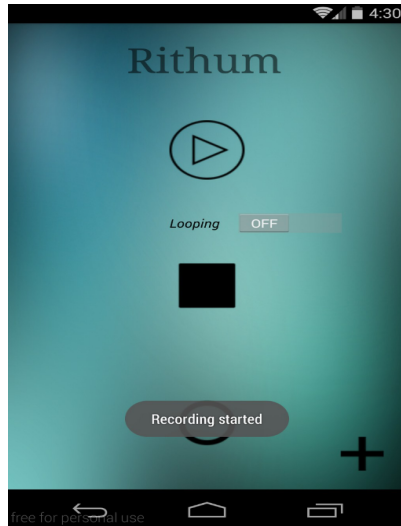 4:30
Rithum
Looping OFF
Recording started
free for personal use